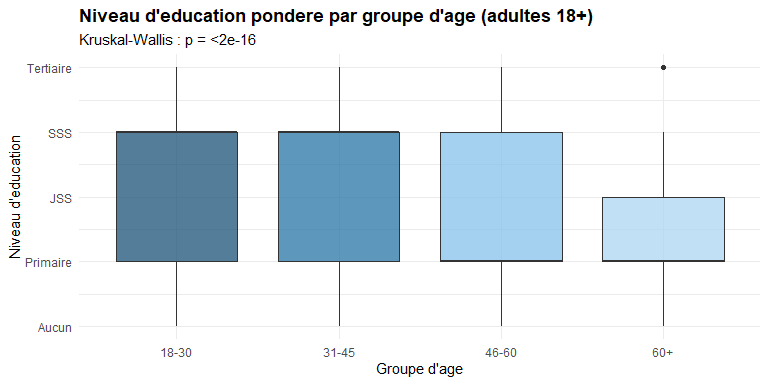 Niveau d'education pondere par groupe d'age (adultes 18+)
Kruskal-Wallis : p = <2e-16
Niveau d'education
Tertiaire
SSS
JSS
Primaire
Aucun
18-30
31-45
46-60
60+
Groupe d'age